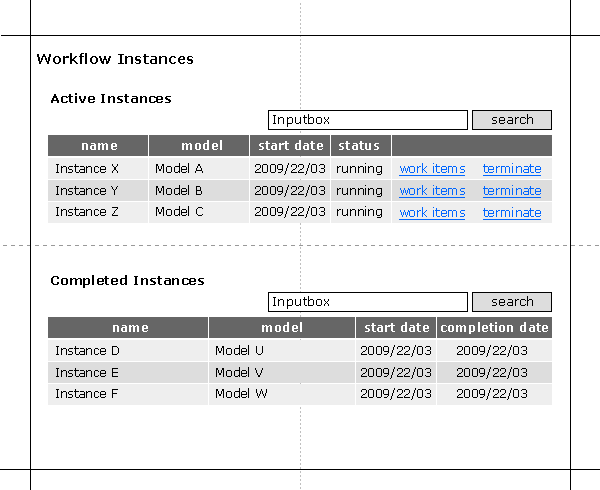 Workflow Instances
Active Instances
Inputbox search
name model start date status
Instance X Model A 2009/22/03 running work items terminate
Instance Y Model B 2009/22/03 running work items terminate
Instance Z Model C 2009/22/03 running work items terminate
Completed Instances
Inputbox search
name model start date completion date
Instance D Model U 2009/22/03 2009/22/03
Instance E Model V 2009/22/03 2009/22/03
Instance F Model W 2009/22/03 2009/22/03